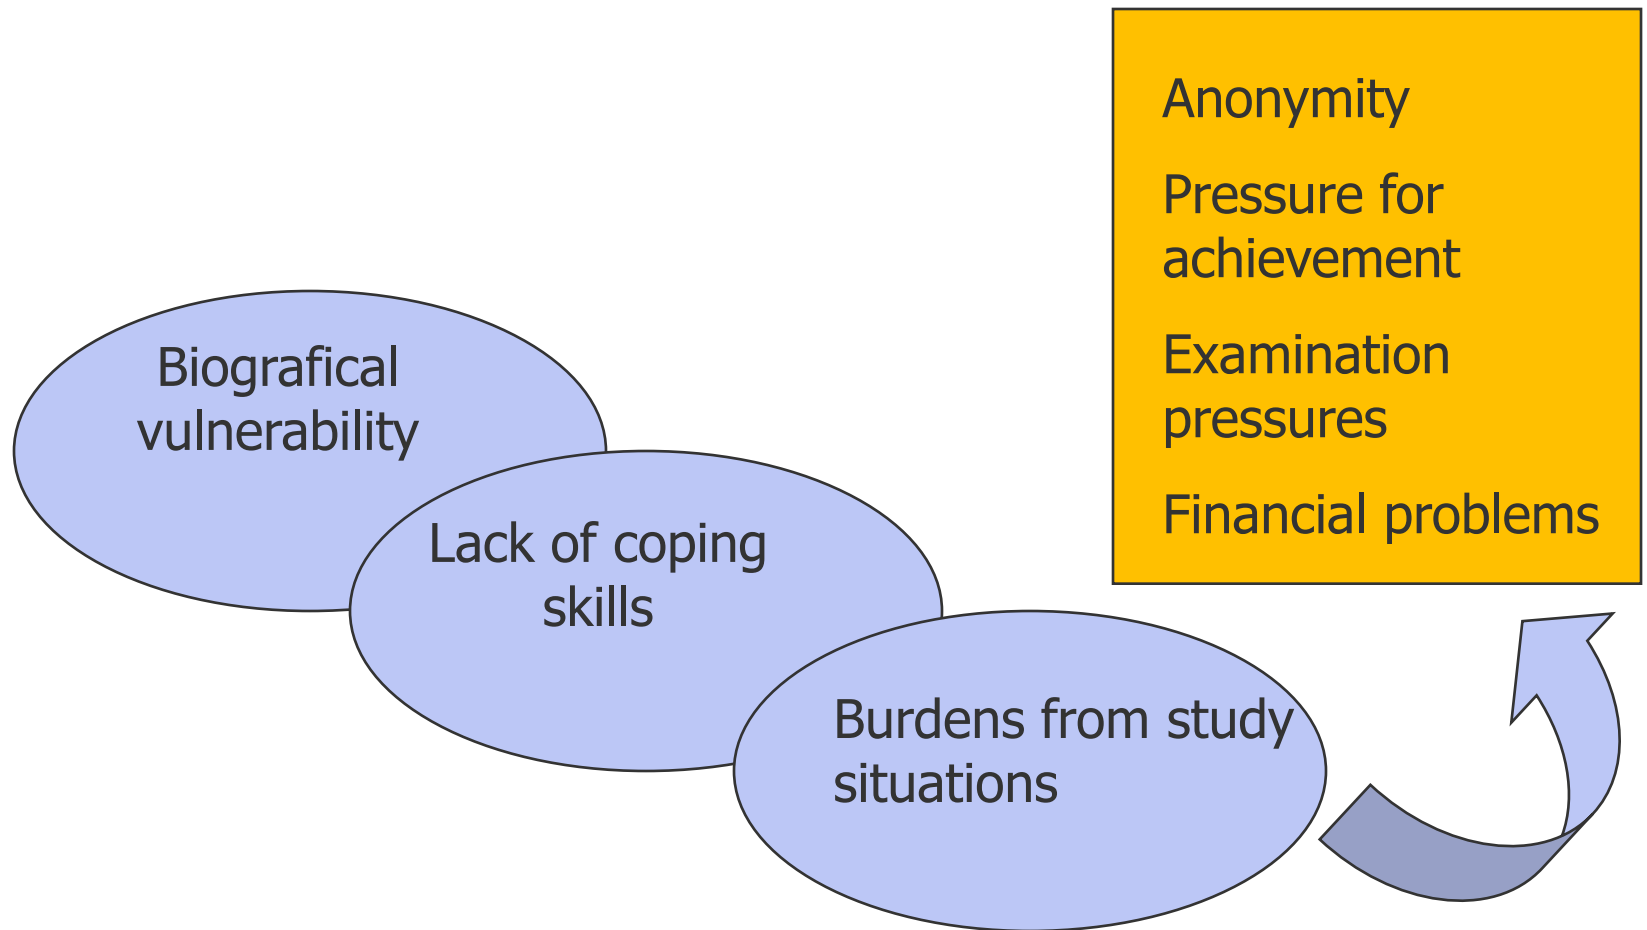 Anonymity
Pressure for
achievement
Examination
pressures
Financial problems
Biografical
vulnerability
Lack of coping
skills
Burdens from study
situations